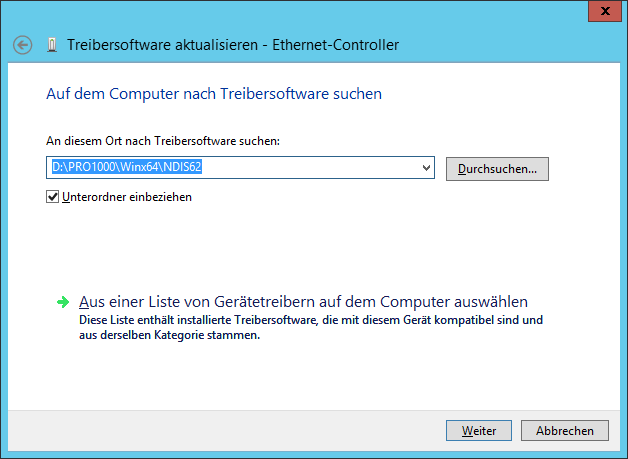 Treibersoftware aktualisieren - Ethernet-Controller
Auf dem Computer nach Treibersoftware suchen
An diesem Ort nach Treibersoftware suchen:
D:\PRO1000\Winx64\NDIS62
Durchsuchen...
Unterordner einbeziehen
Aus einer Liste von Gerätetreibern auf dem Computer auswählen
Diese Liste enthält installierte Treibersoftware, die mit diesem Gerät kompatibel sind und
aus derselben Kategorie stammen.
Weiter
Abbrechen